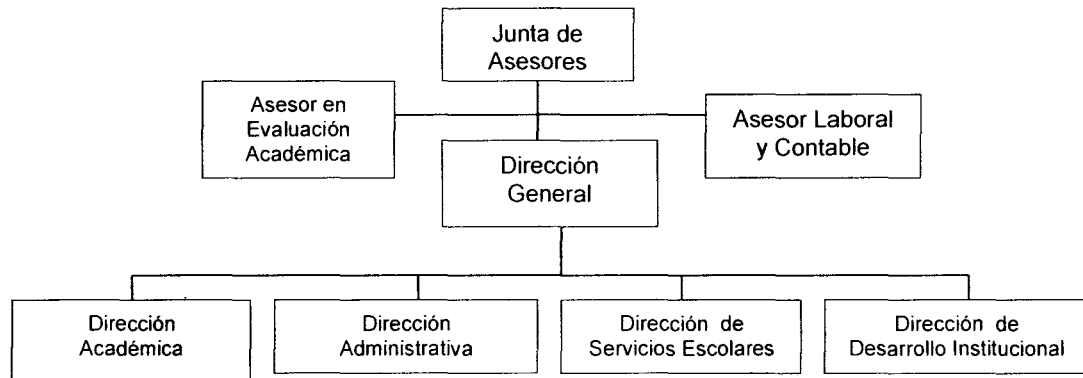 Junta de
Asesores
Asesor en
Evaluación
Académica
Asesor Laboral
y Contable
Dirección
General
Dirección
Académica
Dirección
Administrativa
Dirección de
Servicios Escolares
Dirección de
Desarrollo Institucional